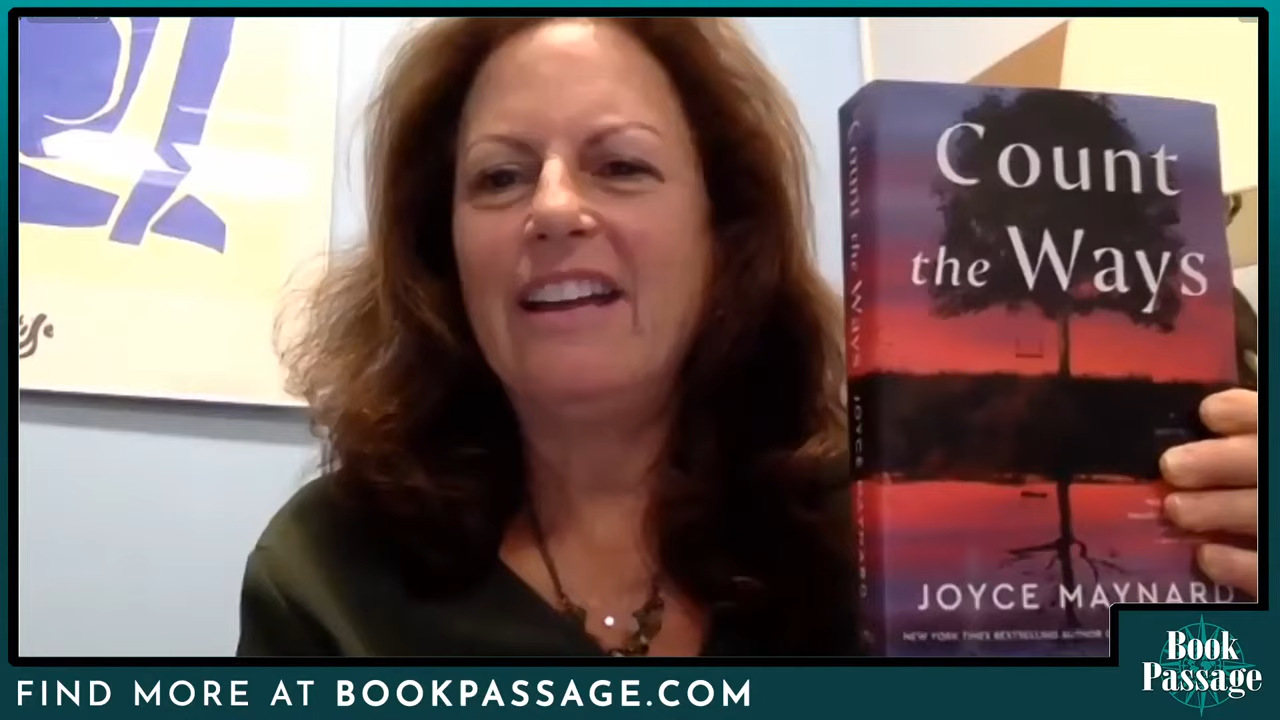 Count
the Ways
Count the Ways JOYCE MAYNARD
JOYCE MAYNARD
NEW YORK TIMES BESTSELLING AUTHOR
Book
Passage
FIND MORE AT BOOKPASSAGE.COM